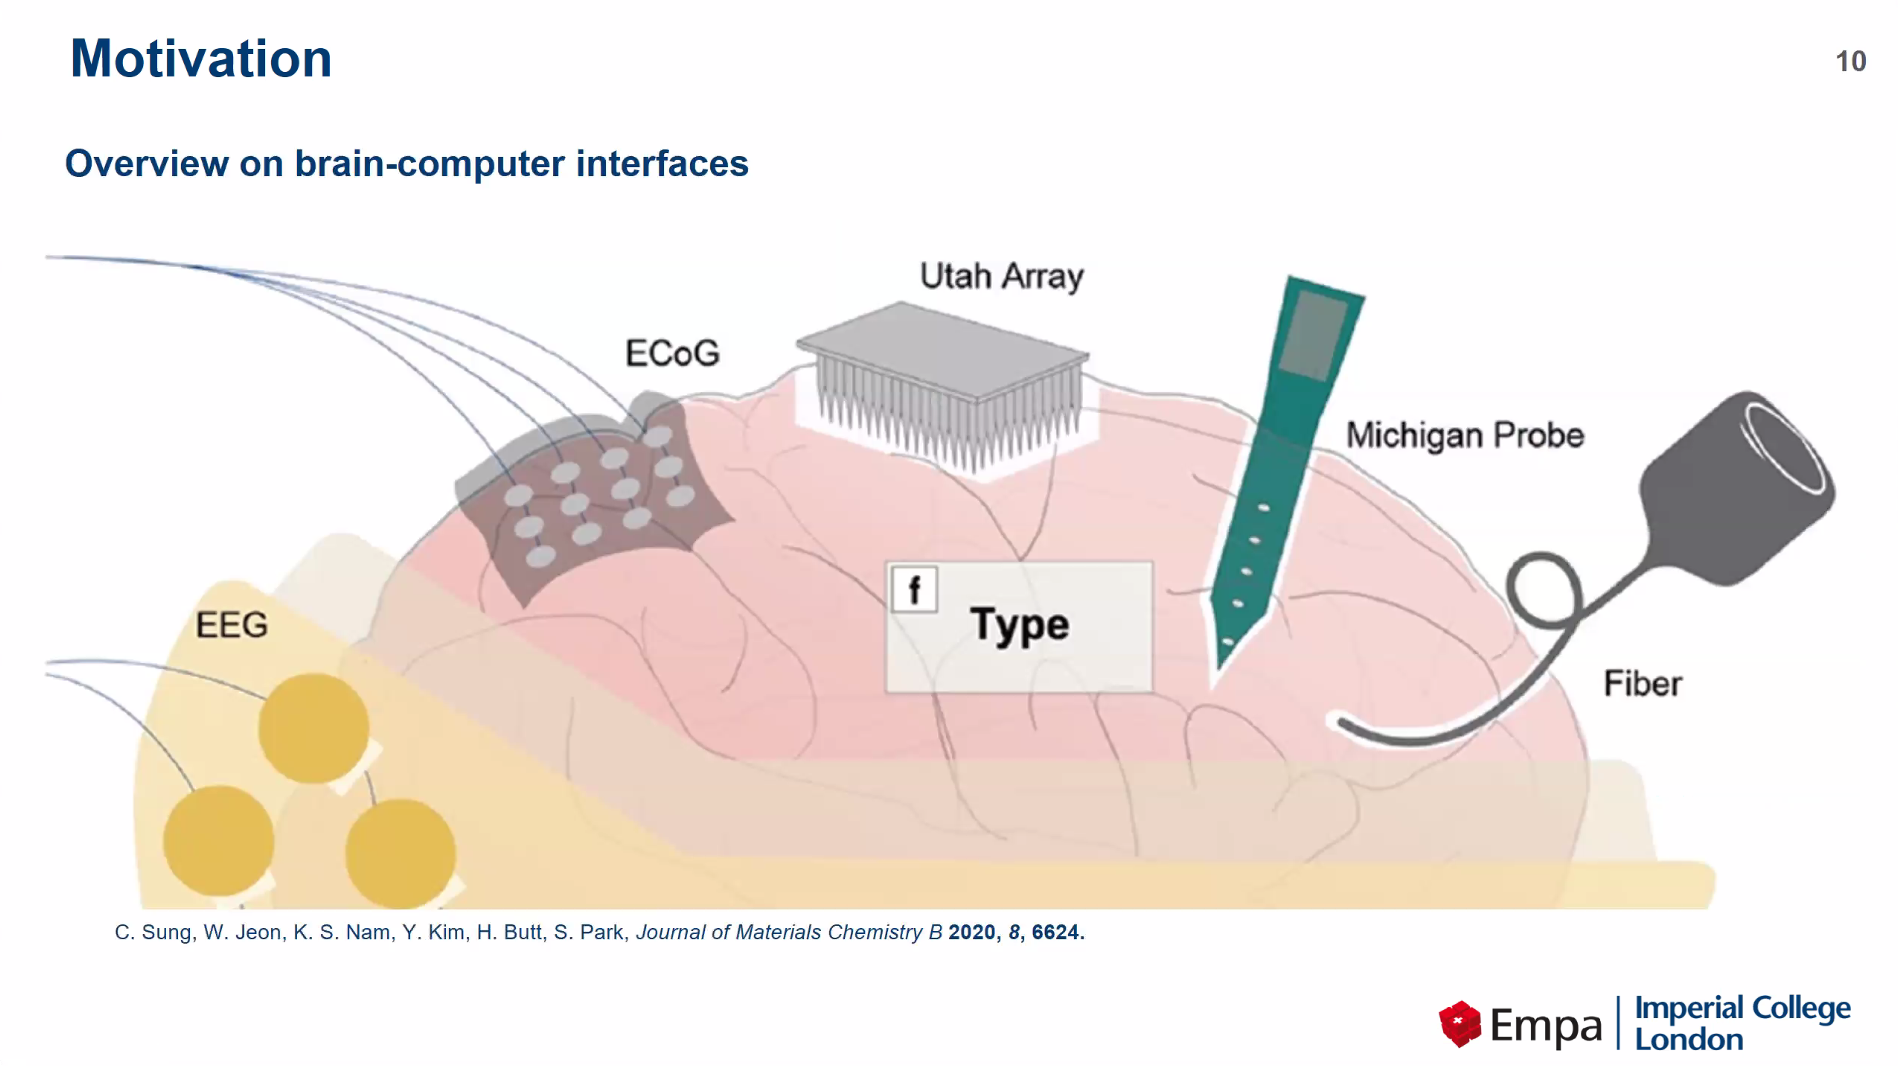 Motivation
10
Overview on brain-computer interfaces
Utah Array
ECoG
Michigan Probe
f
Type
EEG
Fiber
C. Sung, W. Jeon, K. S. Nam, Y. Kim, H. Butt, S. Park, Journal of Materials Chemistry B 2020, 8, 6624.
Empa
Imperial College
London